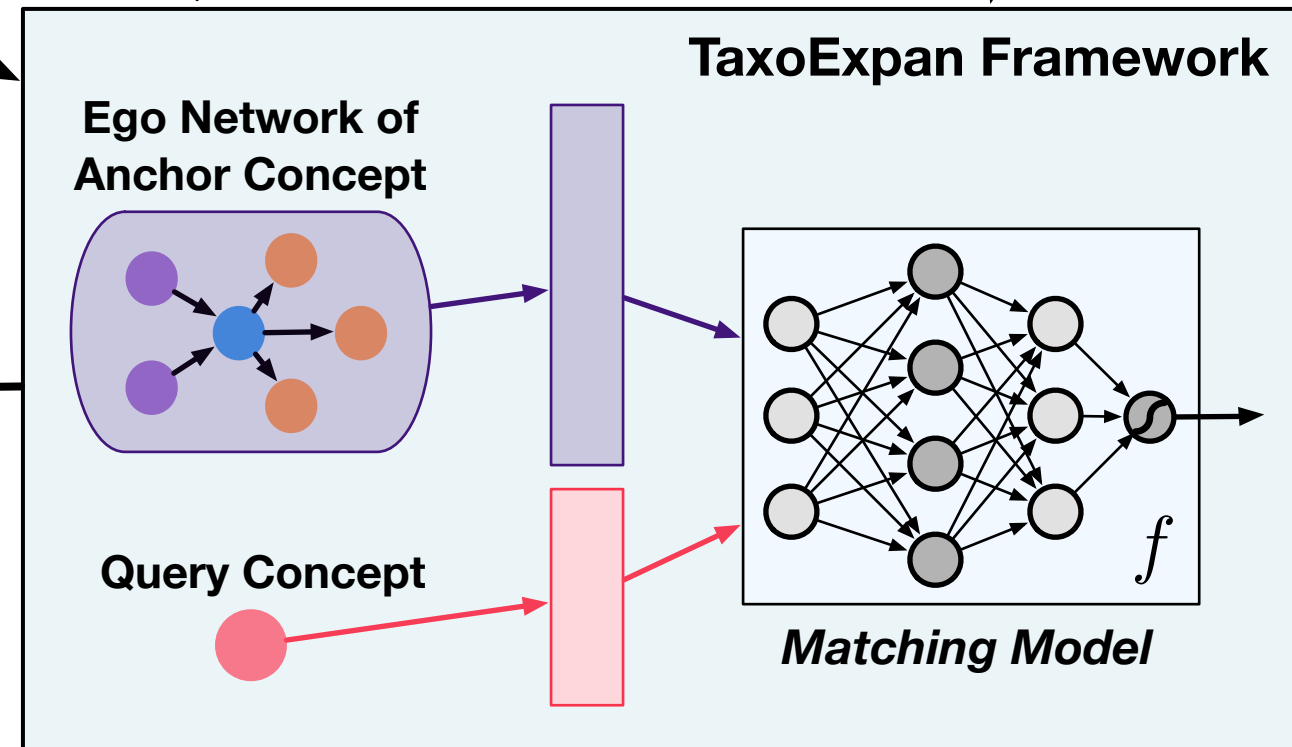 TaxoExpan Framework
Ego Network of
Anchor Concept
Query Concept
f
Matching Model